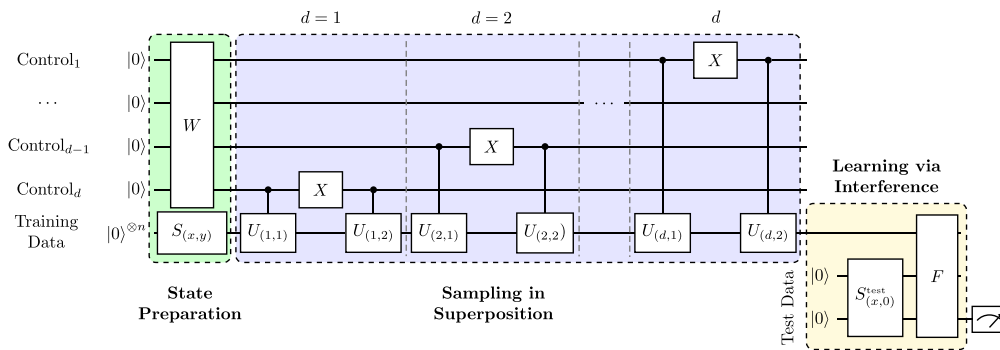 d = 1
d = 2
d
Control₁ |0⟩
X
· · · |0⟩
W
· · ·
Control_{d−1} |0⟩
X
Control_d |0⟩
X
Training
Data
|0⟩^{⊗n} S_{(x,y)} U_{(1,1)} U_{(1,2)} U_{(2,1)} U_{(2,2)} U_{(d,1)} U_{(d,2)}
Learning via
Interference
Test Data
|0⟩
|0⟩
S^{test}_{(x,0)}
F
State
Preparation
Sampling in
Superposition